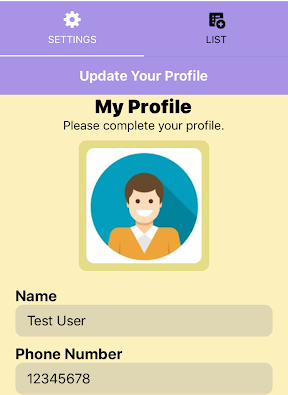 SETTINGS
LIST
Update Your Profile
My Profile
Please complete your profile.
Name
Test User
Phone Number
12345678